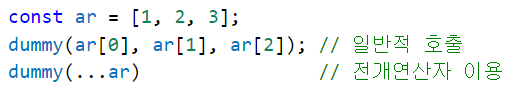 const ar = [1, 2, 3];
dummy(ar[0], ar[1], ar[2]); // 일반적 호출
dummy(...ar) // 전개연산자 이용